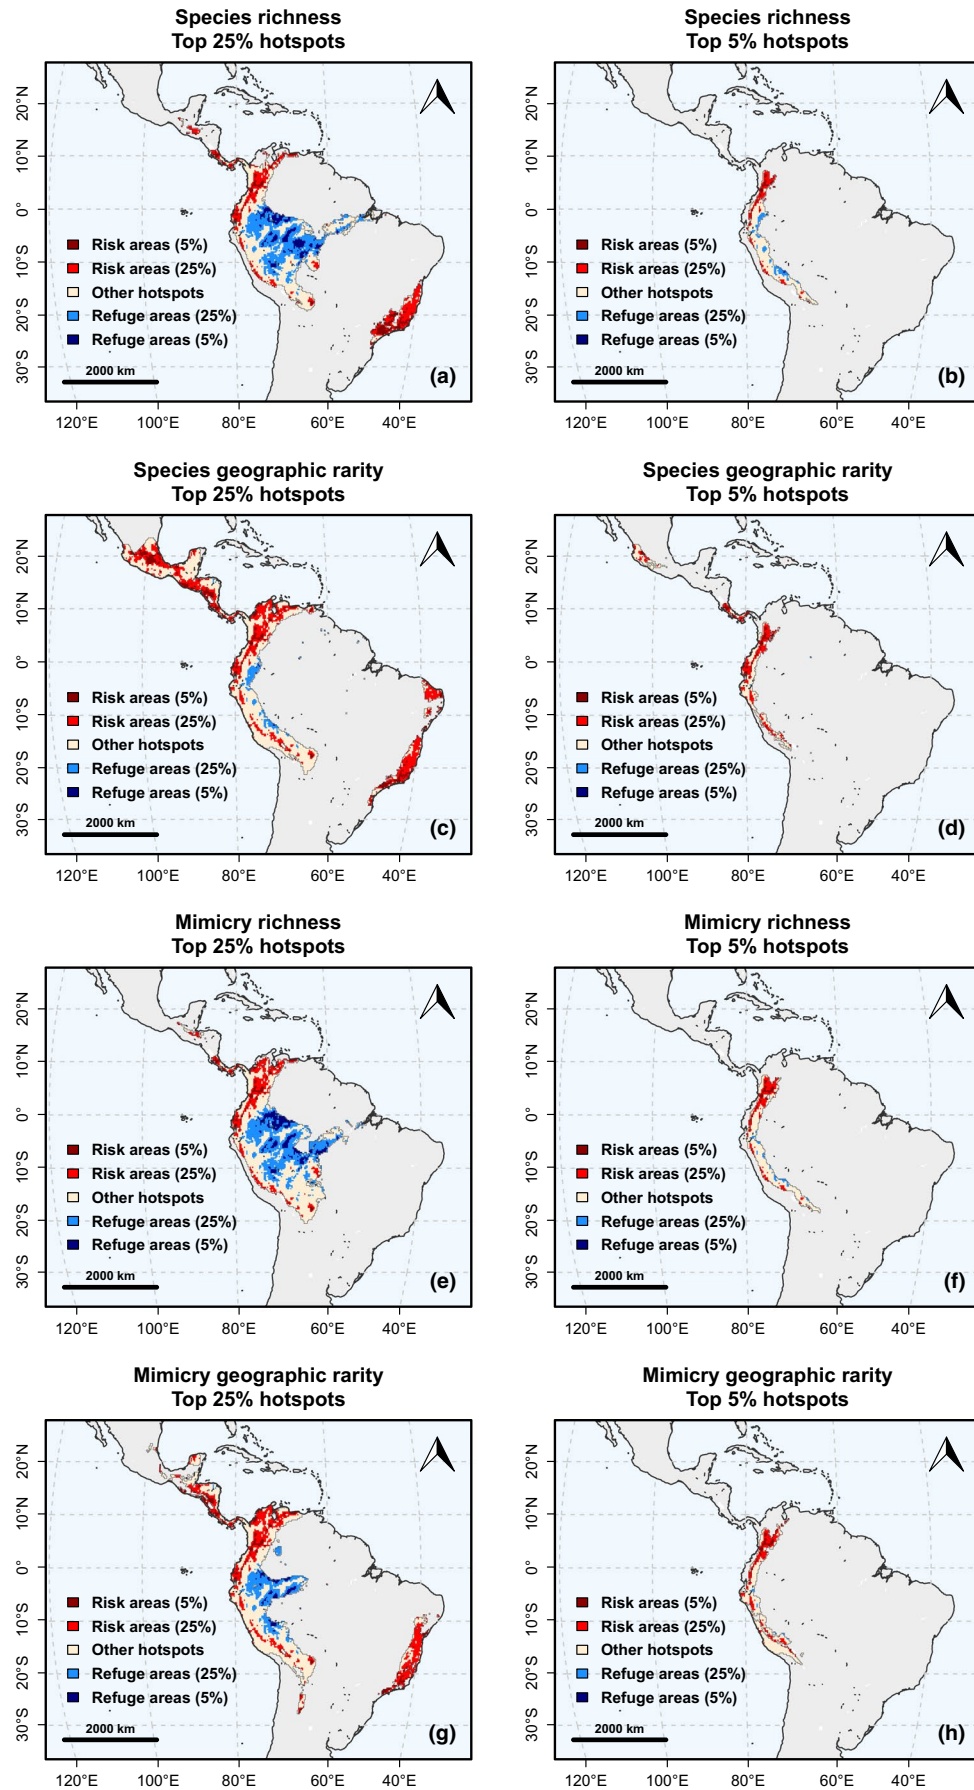 Species richness
Top 25% hotspots
20°N
10°N
0°
10°S
20°S
30°S
Risk areas (5%)
Risk areas (25%)
Other hotspots
Refuge areas (25%)
Refuge areas (5%)
2000 km
(a)
120°E 100°E 80°E 60°E 40°E
Species richness
Top 5% hotspots
20°N
10°N
0°
10°S
20°S
30°S
Risk areas (5%)
Risk areas (25%)
Other hotspots
Refuge areas (25%)
Refuge areas (5%)
2000 km
(b)
120°E 100°E 80°E 60°E 40°E
Species geographic rarity
Top 25% hotspots
20°N
10°N
0°
10°S
20°S
30°S
Risk areas (5%)
Risk areas (25%)
Other hotspots
Refuge areas (25%)
Refuge areas (5%)
2000 km
(c)
120°E 100°E 80°E 60°E 40°E
Species geographic rarity
Top 5% hotspots
20°N
10°N
0°
10°S
20°S
30°S
Risk areas (5%)
Risk areas (25%)
Other hotspots
Refuge areas (25%)
Refuge areas (5%)
2000 km
(d)
120°E 100°E 80°E 60°E 40°E
Mimicry richness
Top 25% hotspots
20°N
10°N
0°
10°S
20°S
30°S
Risk areas (5%)
Risk areas (25%)
Other hotspots
Refuge areas (25%)
Refuge areas (5%)
2000 km
(e)
120°E 100°E 80°E 60°E 40°E
Mimicry richness
Top 5% hotspots
20°N
10°N
0°
10°S
20°S
30°S
Risk areas (5%)
Risk areas (25%)
Other hotspots
Refuge areas (25%)
Refuge areas (5%)
2000 km
(f)
120°E 100°E 80°E 60°E 40°E
Mimicry geographic rarity
Top 25% hotspots
20°N
10°N
0°
10°S
20°S
30°S
Risk areas (5%)
Risk areas (25%)
Other hotspots
Refuge areas (25%)
Refuge areas (5%)
2000 km
(g)
120°E 100°E 80°E 60°E 40°E
Mimicry geographic rarity
Top 5% hotspots
20°N
10°N
0°
10°S
20°S
30°S
Risk areas (5%)
Risk areas (25%)
Other hotspots
Refuge areas (25%)
Refuge areas (5%)
2000 km
(h)
120°E 100°E 80°E 60°E 40°E